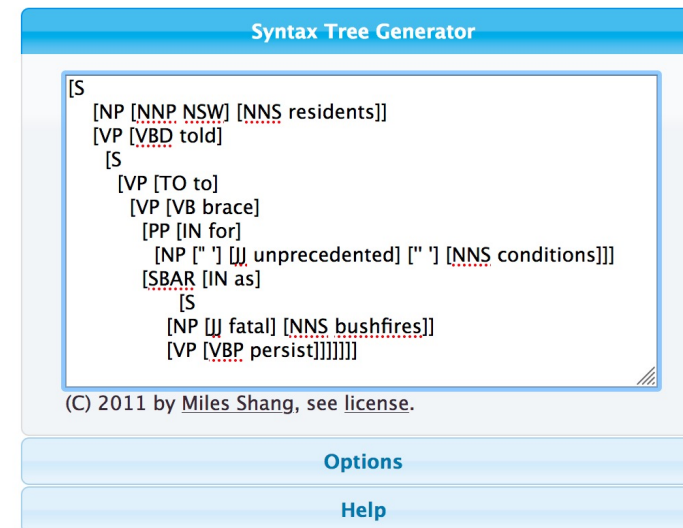 Syntax Tree Generator
[S
[NP [NNP NSW] [NNS residents]]
[VP [VBD told]
[S
[VP [TO to]
[VP [VB brace]
[PP [IN for]
[NP [" '] [JJ unprecedented] ['' '] [NNS conditions]]]
[SBAR [IN as]
[S
[NP [JJ fatal] [NNS bushfires]]
[VP [VBP persist]]]]]]]
(C) 2011 by Miles Shang, see license.
Options
Help